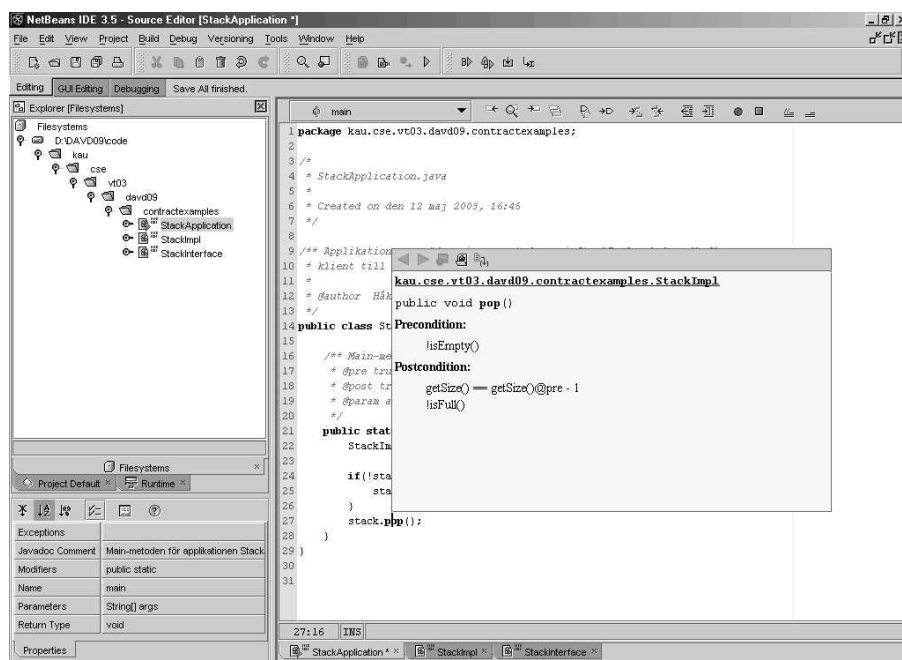 NetBeans IDE 3.5 - Source Editor [StackApplication *]
File Edit View Project Build Debug Versioning Tools Window Help
Editing GUI Editing Debugging Save All finished.
Explorer [Filesystems]
Filesystems
D:\DAVD09\code
kau
cse
vt03
davd09
contractexamples
StackApplication
StackImpl
StackInterface
Filesystems
Project Default Runtime
Exceptions
Javadoc Comment Main-metoden för applikationen Stack
Modifiers public static
Name main
Parameters String[] args
Return Type void
Properties
main
1 package kau.cse.vt03.davd09.contractexamples;
2
3 /*
4 * StackApplication.java
5 *
6 * Created on den 12 maj 2003, 16:46
7 */
8
9 /** Applikation
10 * klient till
11 *
12 * @author Håk
13 */
14 public class St
15
16 /** Main-me
17 * @pre tru
18 * @post tr
19 * @param a
20 */
21 public stat
22 StackIm
23
24 if(!sta
25 sta
26 }
27 stack.pop();
28 }
29 }
30
31
kau.cse.vt03.davd09.contractexamples.StackImpl
public void pop()
Precondition:
!isEmpty()
Postcondition:
getSize() == getSize()@pre - 1
!isFull()
27:16 INS
StackApplication * StackImpl StackInterface